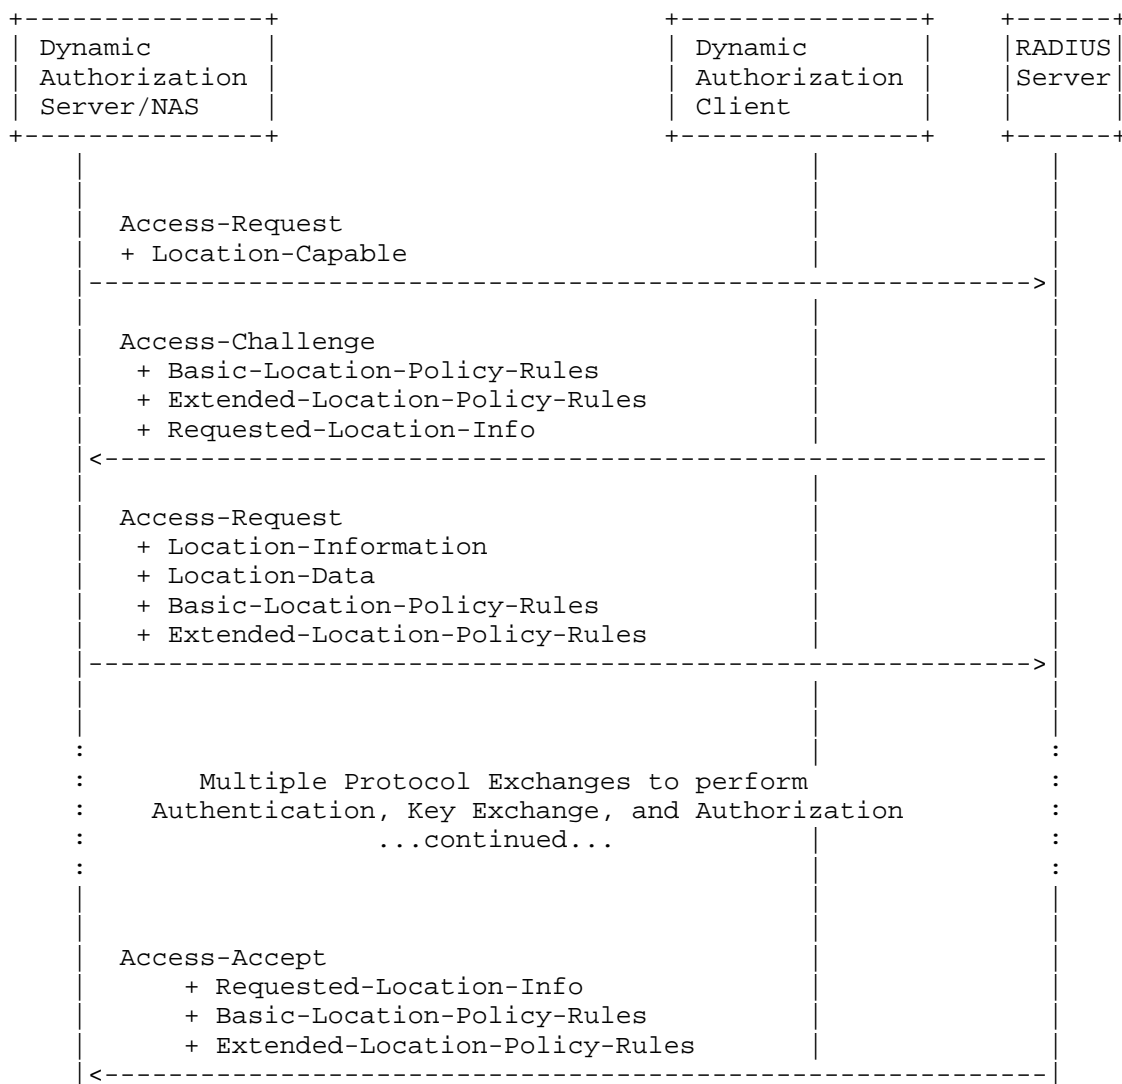 Dynamic Dynamic RADIUS
Authorization Authorization Server
Server/NAS Client
Access-Request
+ Location-Capable
Access-Challenge
+ Basic-Location-Policy-Rules
+ Extended-Location-Policy-Rules
+ Requested-Location-Info
Access-Request
+ Location-Information
+ Location-Data
+ Basic-Location-Policy-Rules
+ Extended-Location-Policy-Rules
Multiple Protocol Exchanges to perform
Authentication, Key Exchange, and Authorization
...continued...
Access-Accept
+ Requested-Location-Info
+ Basic-Location-Policy-Rules
+ Extended-Location-Policy-Rules